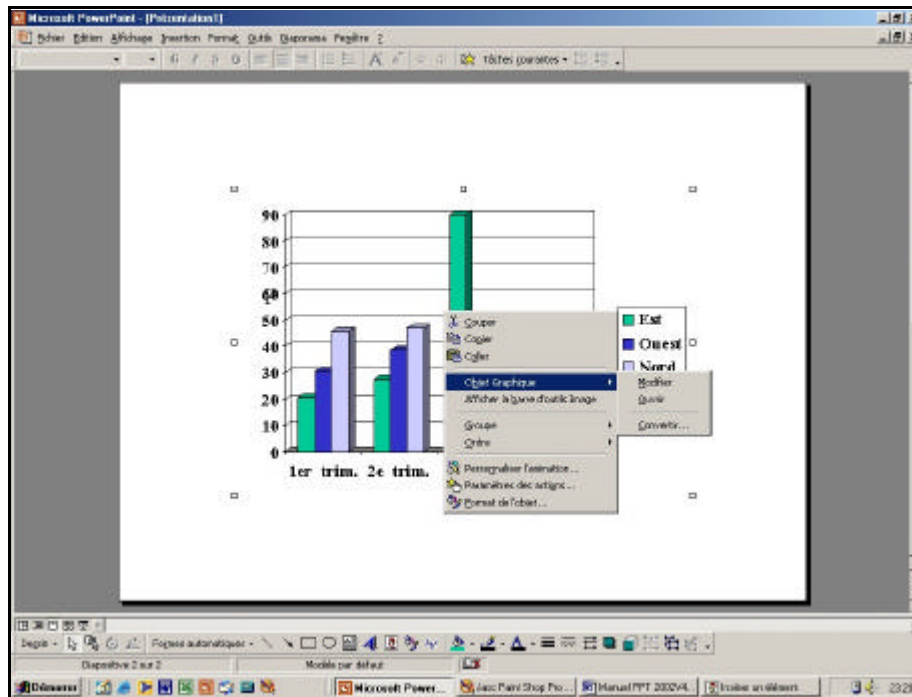 Microsoft PowerPoint - [Présentation1]
Fichier Edition Affichage Insertion Format Outils Diaporama Fenêtre ?
G I S Tâches courantes
90
80
70
60
50
40
30
20
10
0
1er trim. 2e trim.
Est
Ouest
Nord
Couper
Copier
Coller
Objet Graphique
Afficher la barre d'outils Image
Groupe
Ordre
Personnaliser l'animation...
Paramètres des actions...
Format de l'objet...
Modifier
Ouvrir
Convertir...
Dessin Formes automatiques
Diapositive 2 sur 2 Modèle par défaut
Démarrer Microsoft Power... Jasc Paint Shop Pro... Manuel PPT 2002V4... Insérer un élément 23:29